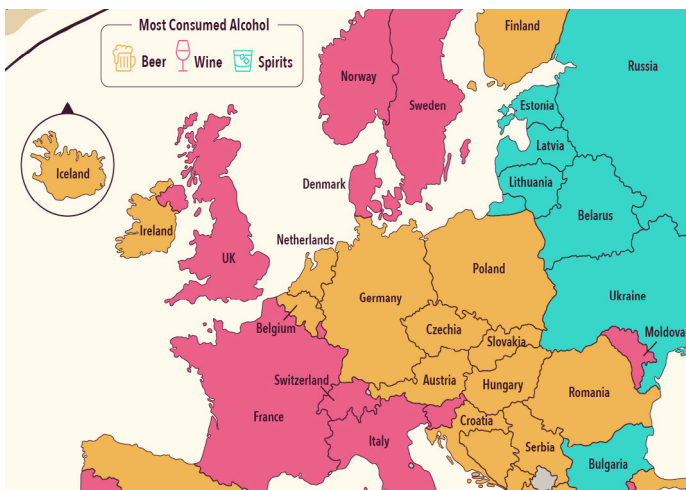 Most Consumed Alcohol
Beer Wine Spirits
Finland
Russia
Norway
Sweden
Estonia
Iceland
Latvia
Denmark
Lithuania
Belarus
Ireland
Netherlands
UK
Poland
Germany
Ukraine
Belgium
Czechia
Moldova
Slovakia
Switzerland
Austria
Hungary
Romania
France
Croatia
Italy
Serbia
Bulgaria